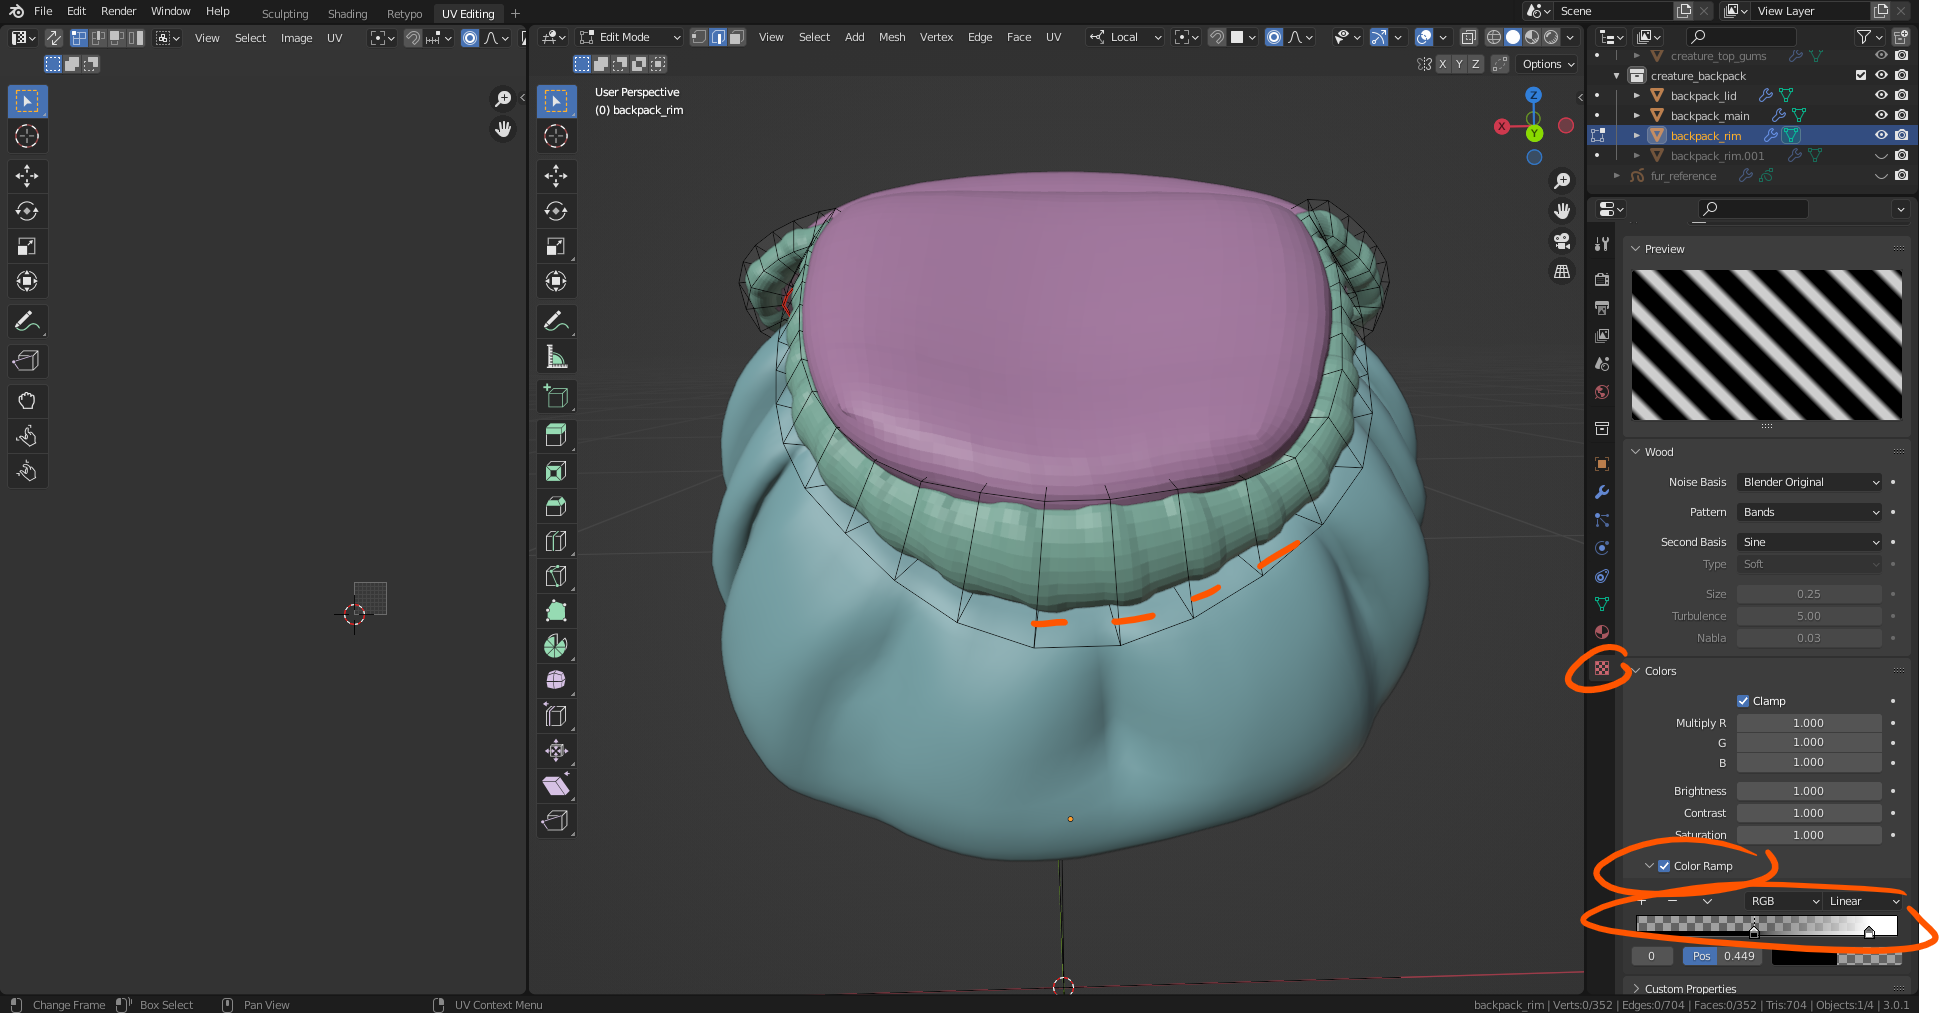 File Edit Render Window Help Sculpting Shading Retypo UV Editing + Scene View Layer
View Select Image UV
Edit Mode View Select Add Mesh Vertex Edge Face UV Local
X Y Z Options
User Perspective
(0) backpack_rim
Z
X
Y
creature_top_gums
creature_backpack
backpack_lid
backpack_main
backpack_rim
backpack_rim.001
fur_reference
Preview
Wood
Noise Basis Blender Original
Pattern Bands
Second Basis Sine
Type Soft
Size 0.25
Turbulence 5.00
Nabla 0.03
Colors
Clamp
Multiply R 1.000
G 1.000
B 1.000
Brightness 1.000
Contrast 1.000
Saturation 1.000
Color Ramp
RGB Linear
0 Pos 0.449
Custom Properties
Change Frame Box Select Pan View UV Context Menu backpack_rim | Verts:0/352 | Edges:0/704 | Faces:0/352 | Tris:704 | Objects:1/4 | 3.0.1